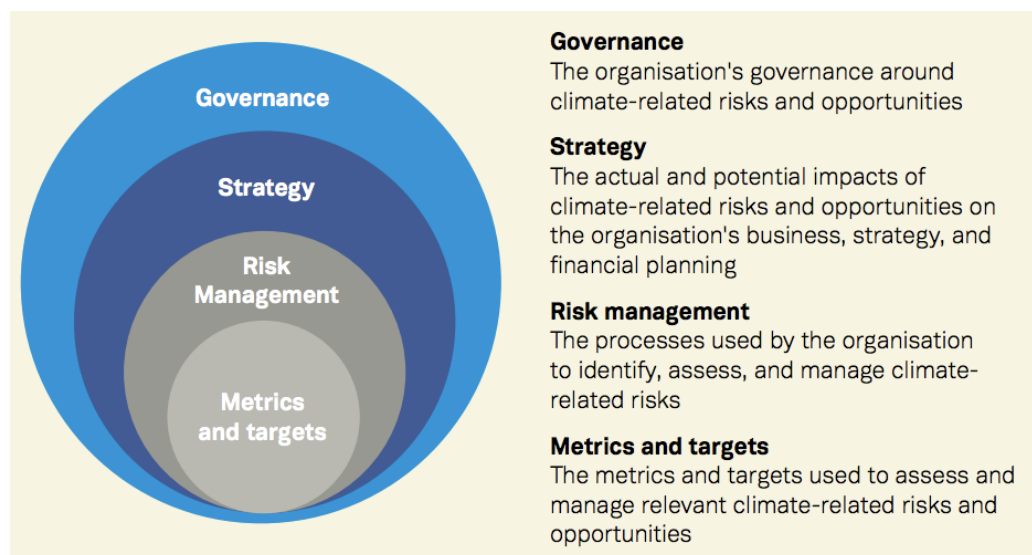 Governance
Strategy
Risk
Management
Metrics
and targets
Governance
The organisation's governance around
climate-related risks and opportunities
Strategy
The actual and potential impacts of
climate-related risks and opportunities on
the organisation's business, strategy, and
financial planning
Risk management
The processes used by the organisation
to identify, assess, and manage climate-
related risks
Metrics and targets
The metrics and targets used to assess and
manage relevant climate-related risks and
opportunities